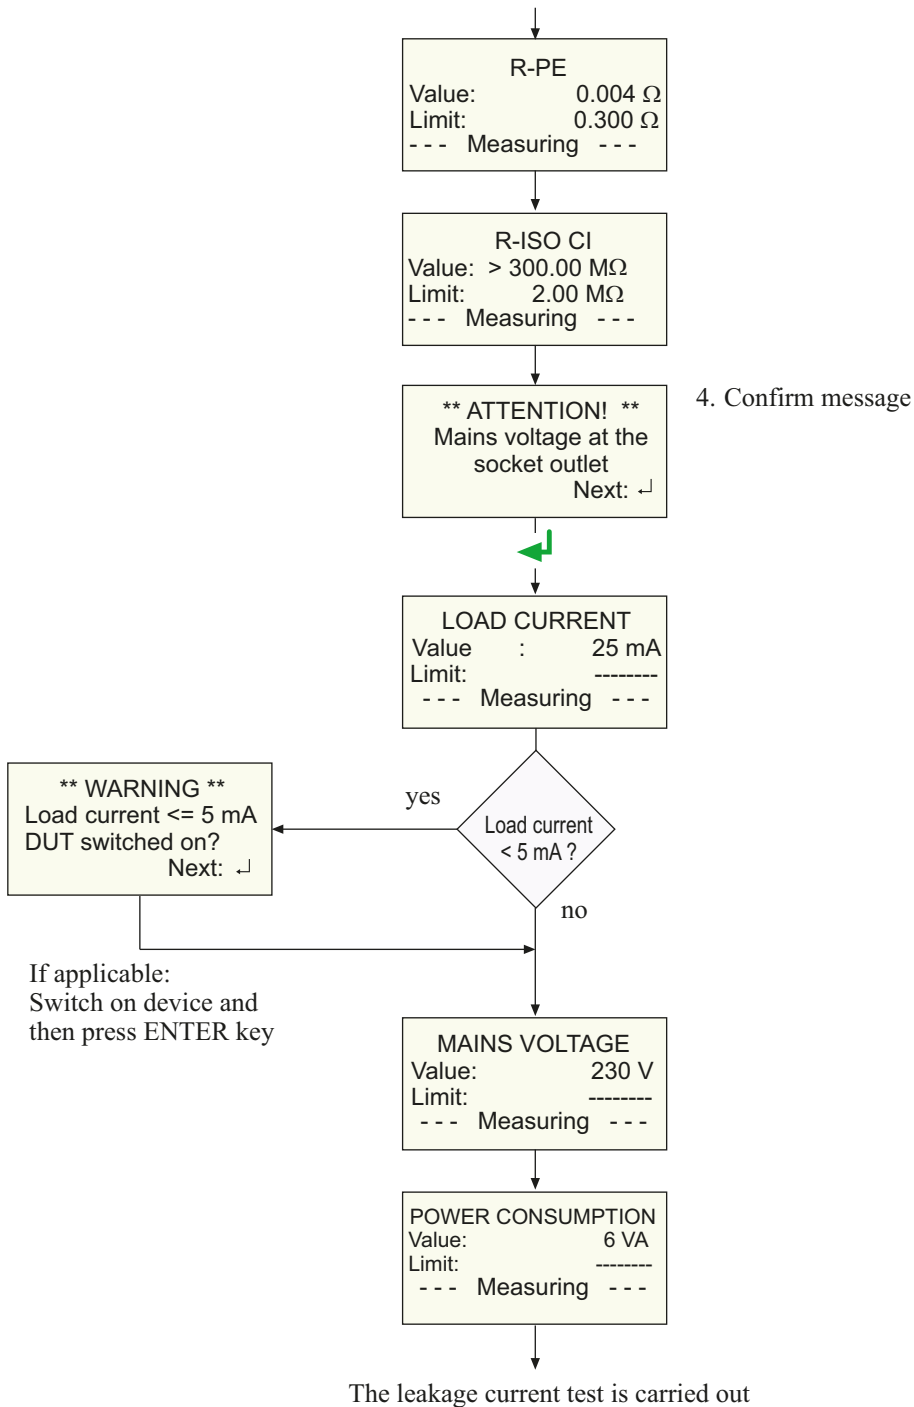 R-PE
Value: 0.004 Ω
Limit: 0.300 Ω
- - - Measuring - - -
R-ISO CI
Value: > 300.00 MΩ
Limit: 2.00 MΩ
- - - Measuring - - -
** ATTENTION! **
Mains voltage at the
socket outlet
Next: ↵
4. Confirm message
LOAD CURRENT
Value : 25 mA
Limit: --------
- - - Measuring - - -
** WARNING **
Load current <= 5 mA
DUT switched on?
Next: ↵
yes
Load current
< 5 mA ?
no
If applicable:
Switch on device and
then press ENTER key
MAINS VOLTAGE
Value: 230 V
Limit: --------
- - - Measuring - - -
POWER CONSUMPTION
Value: 6 VA
Limit: --------
- - - Measuring - - -
The leakage current test is carried out